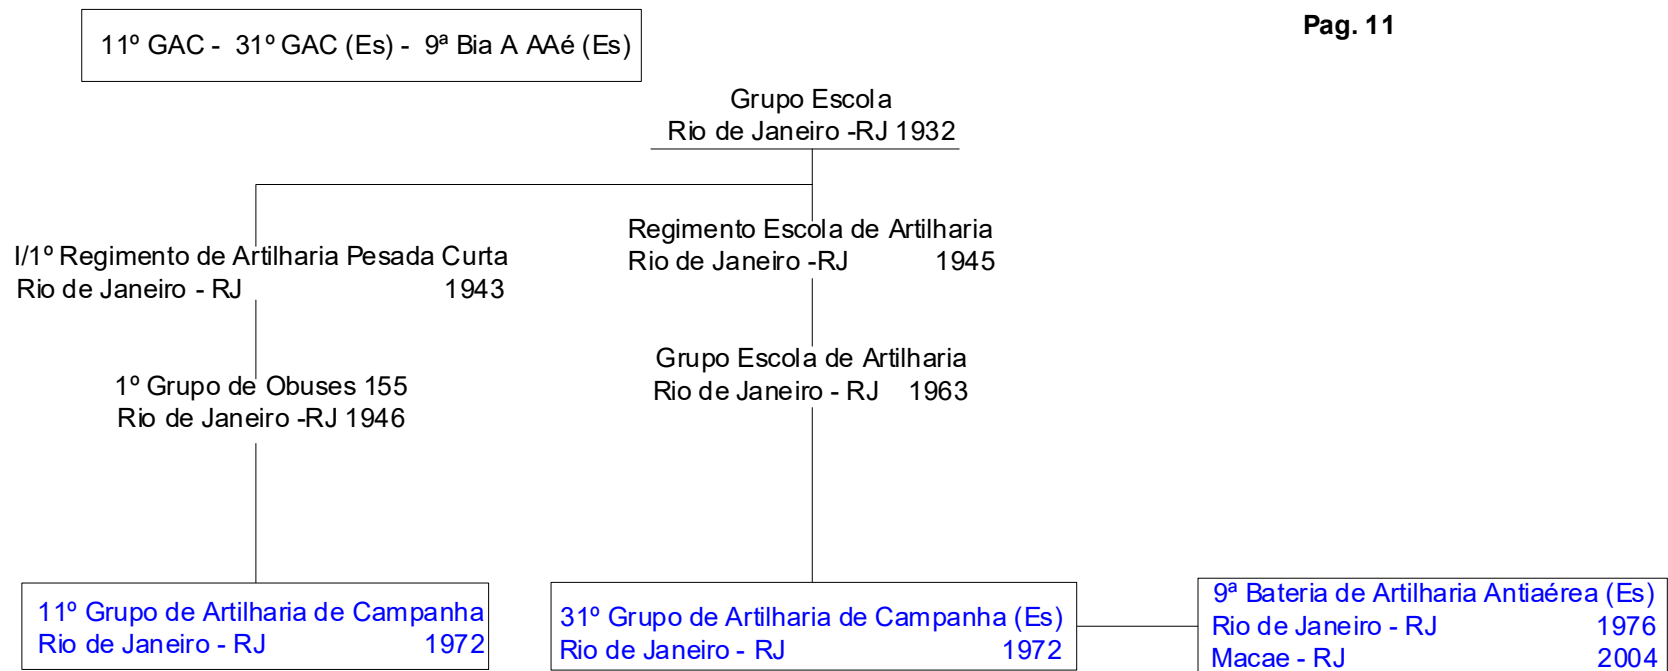 Pag. 11
11º GAC - 31º GAC (Es) - 9ª Bia A AAé (Es)
Grupo Escola
Rio de Janeiro -RJ 1932
I/1º Regimento de Artilharia Pesada Curta
Rio de Janeiro - RJ 1943
Regimento Escola de Artilharia
Rio de Janeiro -RJ 1945
1º Grupo de Obuses 155
Rio de Janeiro -RJ 1946
Grupo Escola de Artilharia
Rio de Janeiro - RJ 1963
11º Grupo de Artilharia de Campanha
Rio de Janeiro - RJ 1972
31º Grupo de Artilharia de Campanha (Es)
Rio de Janeiro - RJ 1972
9ª Bateria de Artilharia Antiaérea (Es)
Rio de Janeiro - RJ 1976
Macae - RJ 2004